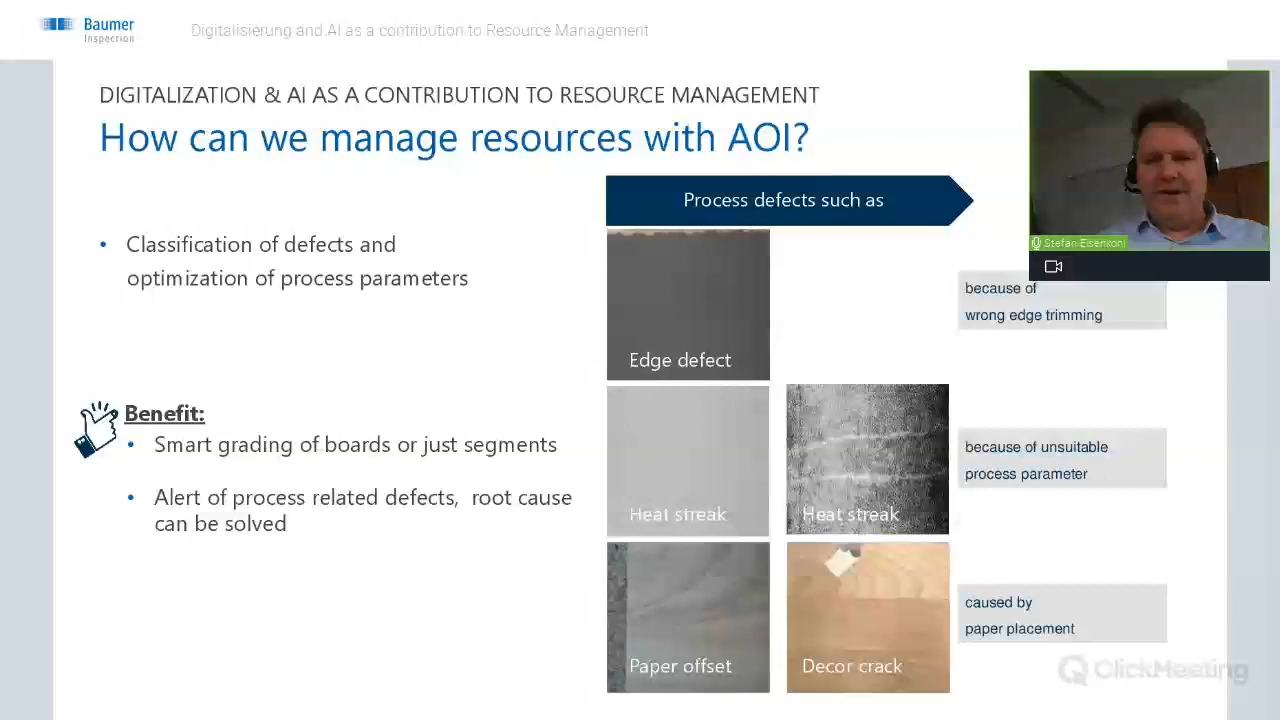 Baumer
Inspection
Digitalisierung and AI as a contribution to Resource Management
DIGITALIZATION & AI AS A CONTRIBUTION TO RESOURCE MANAGEMENT
How can we manage resources with AOI?
Process defects such as
• Classification of defects and
optimization of process parameters
Benefit:
• Smart grading of boards or just segments
• Alert of process related defects, root cause
can be solved
Edge defect
because of
wrong edge trimming
Heat streak
Heat streak
because of unsuitable
process parameter
Paper offset
Decor crack
caused by
paper placement
Stefan Eisenkoni
ClickMeeting